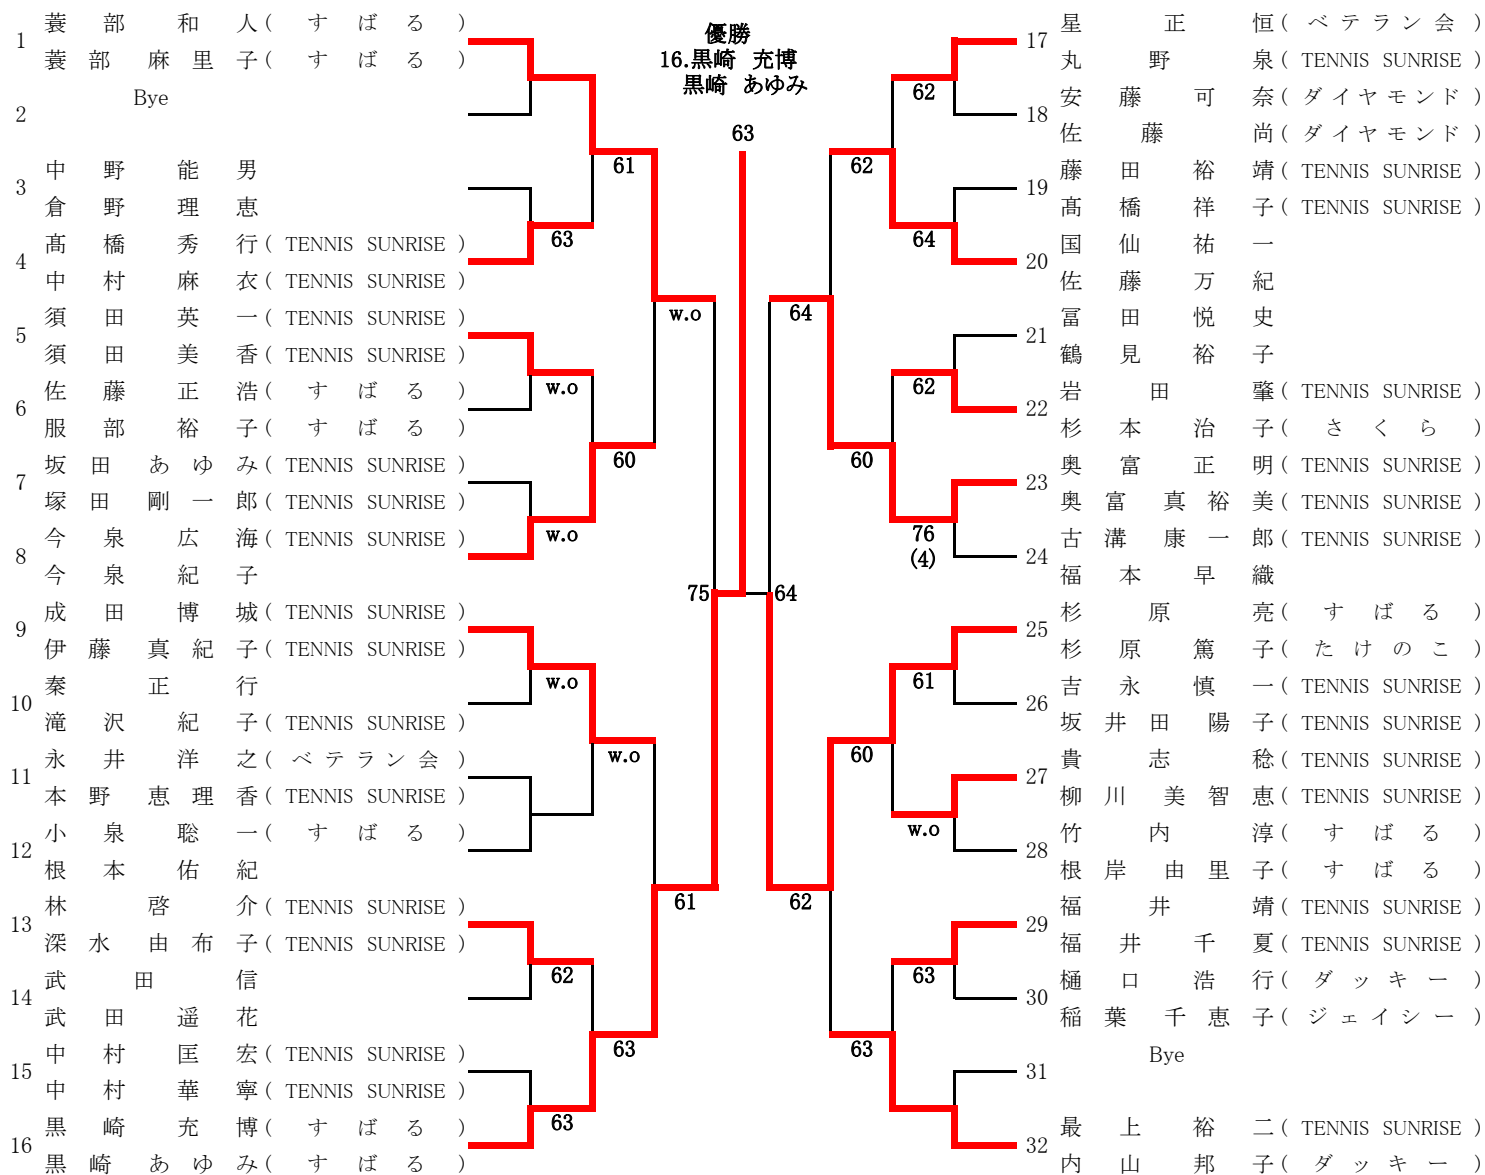 優勝
16.黒崎 充博
黒崎 あゆみ
63
1
蓑部和人(すばる)
蓑部麻里子(すばる)
2
Bye
3
中野能男
倉野理恵
4
髙橋秀行(TENNIS SUNRISE)
中村麻衣(TENNIS SUNRISE)
5
須田英一(TENNIS SUNRISE)
須田美香(TENNIS SUNRISE)
6
佐藤正浩(すばる)
服部裕子(すばる)
7
坂田あゆみ(TENNIS SUNRISE)
塚田剛一郎(TENNIS SUNRISE)
8
今泉広海(TENNIS SUNRISE)
今泉紀子
9
成田博城(TENNIS SUNRISE)
伊藤真紀子(TENNIS SUNRISE)
10
秦正行
滝沢紀子(TENNIS SUNRISE)
11
永井洋之(ベテラン会)
本野恵理香(TENNIS SUNRISE)
12
小泉聡一(すばる)
根本佑紀
13
林啓介(TENNIS SUNRISE)
深水由布子(TENNIS SUNRISE)
14
武田信
武田遥花
15
中村匡宏(TENNIS SUNRISE)
中村華寧(TENNIS SUNRISE)
16
黒崎充博(すばる)
黒崎あゆみ(すばる)
63
w.o
w.o
w.o
62
63
61
60
w.o
63
w.o
61
75
64
64
62
62
60
60
63
62
64
62
76
(4)
61
w.o
63
17
星正恒(ベテラン会)
丸野泉(TENNIS SUNRISE)
18
安藤可奈(ダイヤモンド)
佐藤尚(ダイヤモンド)
19
藤田裕靖(TENNIS SUNRISE)
髙橋祥子(TENNIS SUNRISE)
20
国仙祐一
佐藤万紀
21
冨田悦史
鶴見裕子
22
岩田肇(TENNIS SUNRISE)
杉本治子(さくら)
23
奥富正明(TENNIS SUNRISE)
奥富真裕美(TENNIS SUNRISE)
24
古溝康一郎(TENNIS SUNRISE)
福本早織
25
杉原亮(すばる)
杉原篤子(たけのこ)
26
吉永慎一(TENNIS SUNRISE)
坂井田陽子(TENNIS SUNRISE)
27
貴志稔(TENNIS SUNRISE)
柳川美智恵(TENNIS SUNRISE)
28
竹内淳(すばる)
根岸由里子(すばる)
29
福井靖(TENNIS SUNRISE)
福井千夏(TENNIS SUNRISE)
30
樋口浩行(ダッキー)
稲葉千恵子(ジェイシー)
31
Bye
32
最上裕二(TENNIS SUNRISE)
内山邦子(ダッキー)